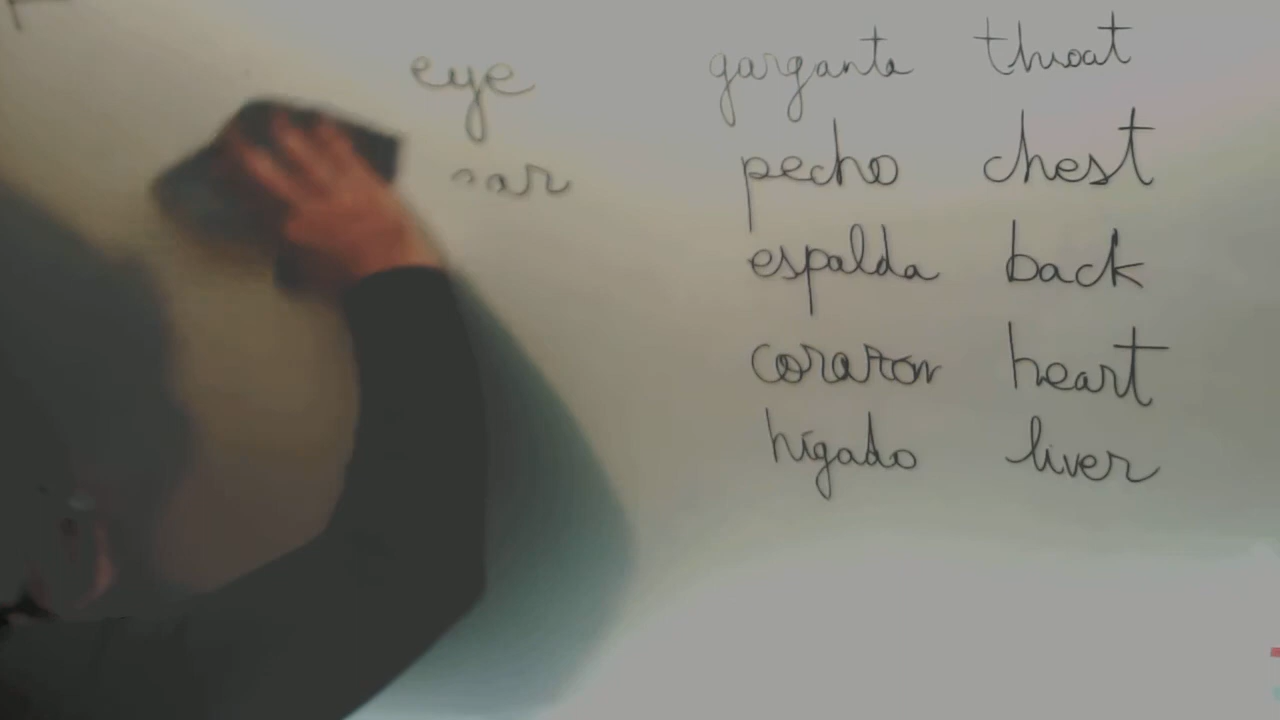 eye
garganta throat
pecho chest
espalda back
corazon heart
hígado liver